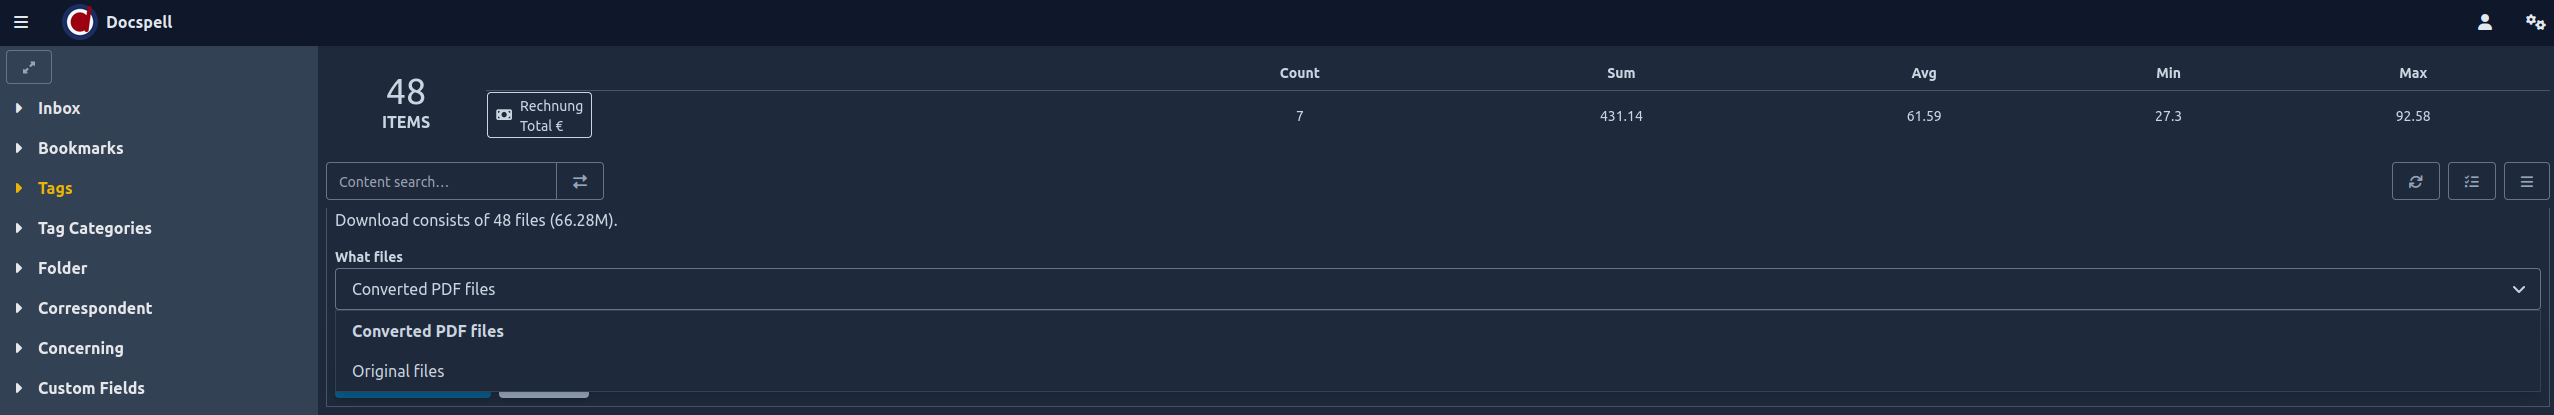 Docspell
Inbox
Bookmarks
Tags
Tag Categories
Folder
Correspondent
Concerning
Custom Fields
48
ITEMS
Count Sum Avg Min Max
Rechnung
Total €
7 431.14 61.59 27.3 92.58
Content search…
Download consists of 48 files (66.28M).
What files
Converted PDF files
Converted PDF files
Original files